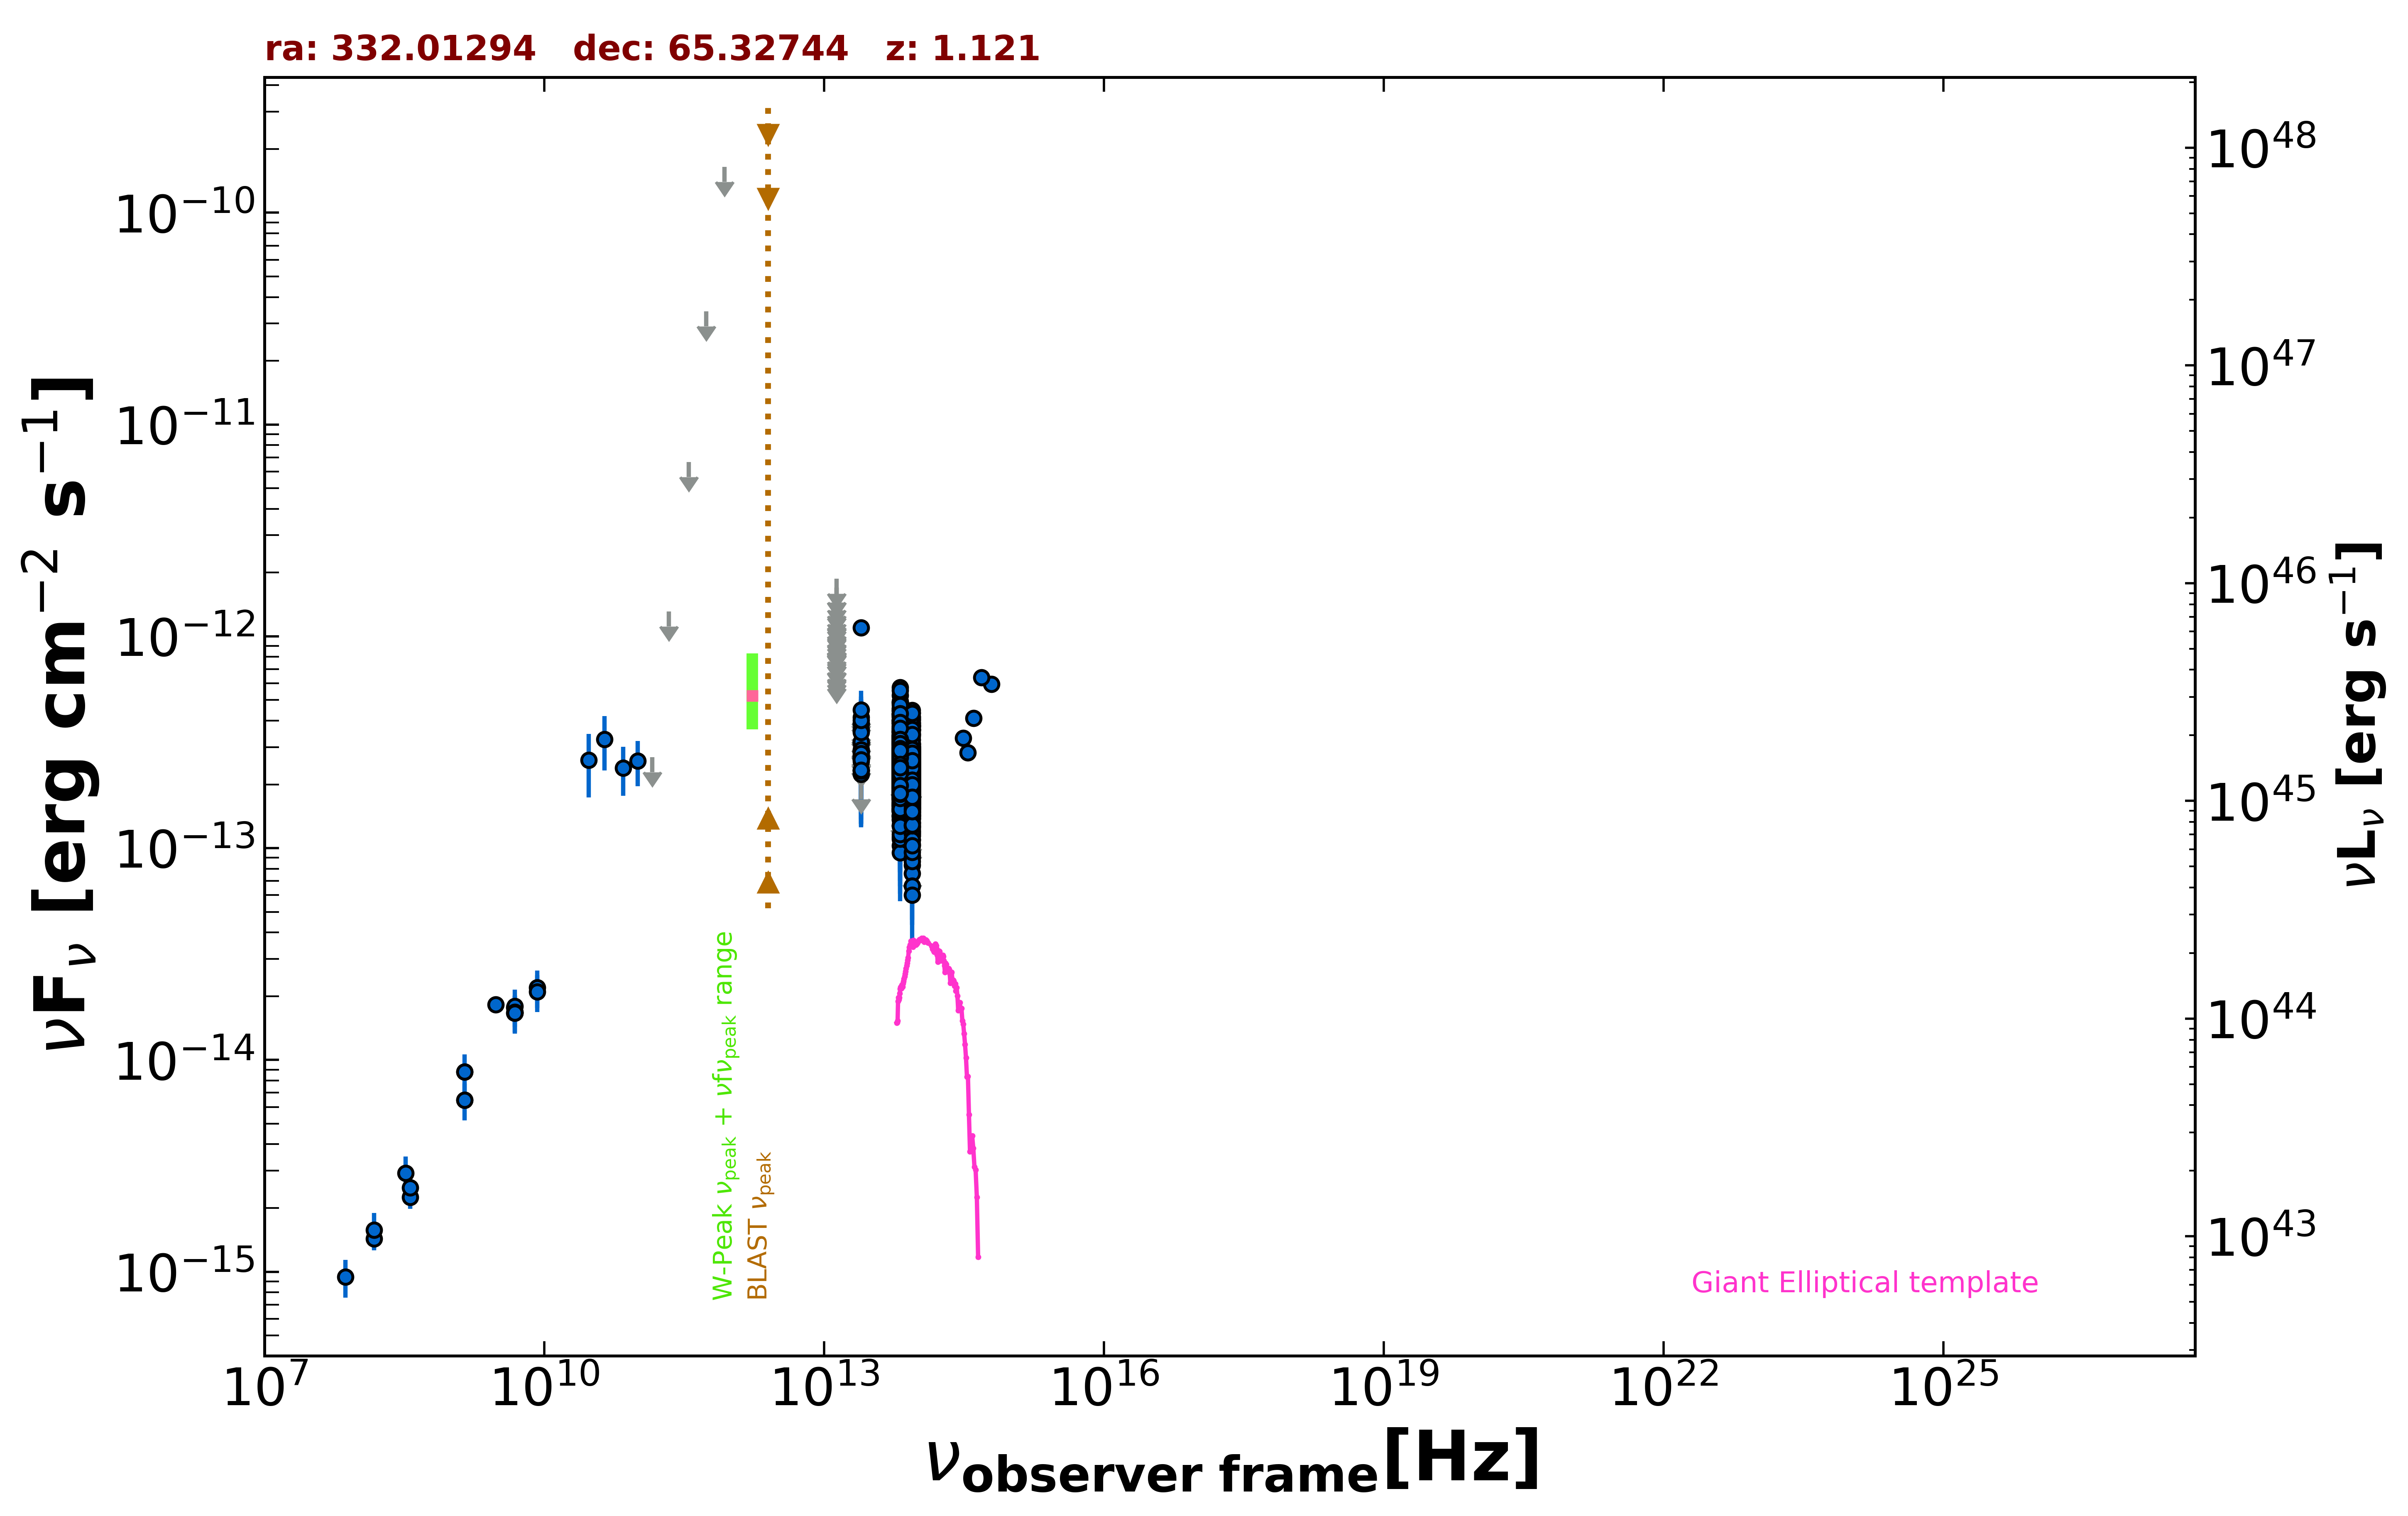 ra: 332.01294   dec: 65.32744   z: 1.121
νF_ν [erg cm^−2 s^−1]
10^−10
10^−11
10^−12
10^−13
10^−14
10^−15
10^48
10^47
10^46
10^45
10^44
10^43
νL_ν [erg s^−1]
W-Peak ν_peak + νfν_peak range
BLAST ν_peak
Giant Elliptical template
10^7 10^10 10^13 10^16 10^19 10^22 10^25
ν_observer frame [Hz]